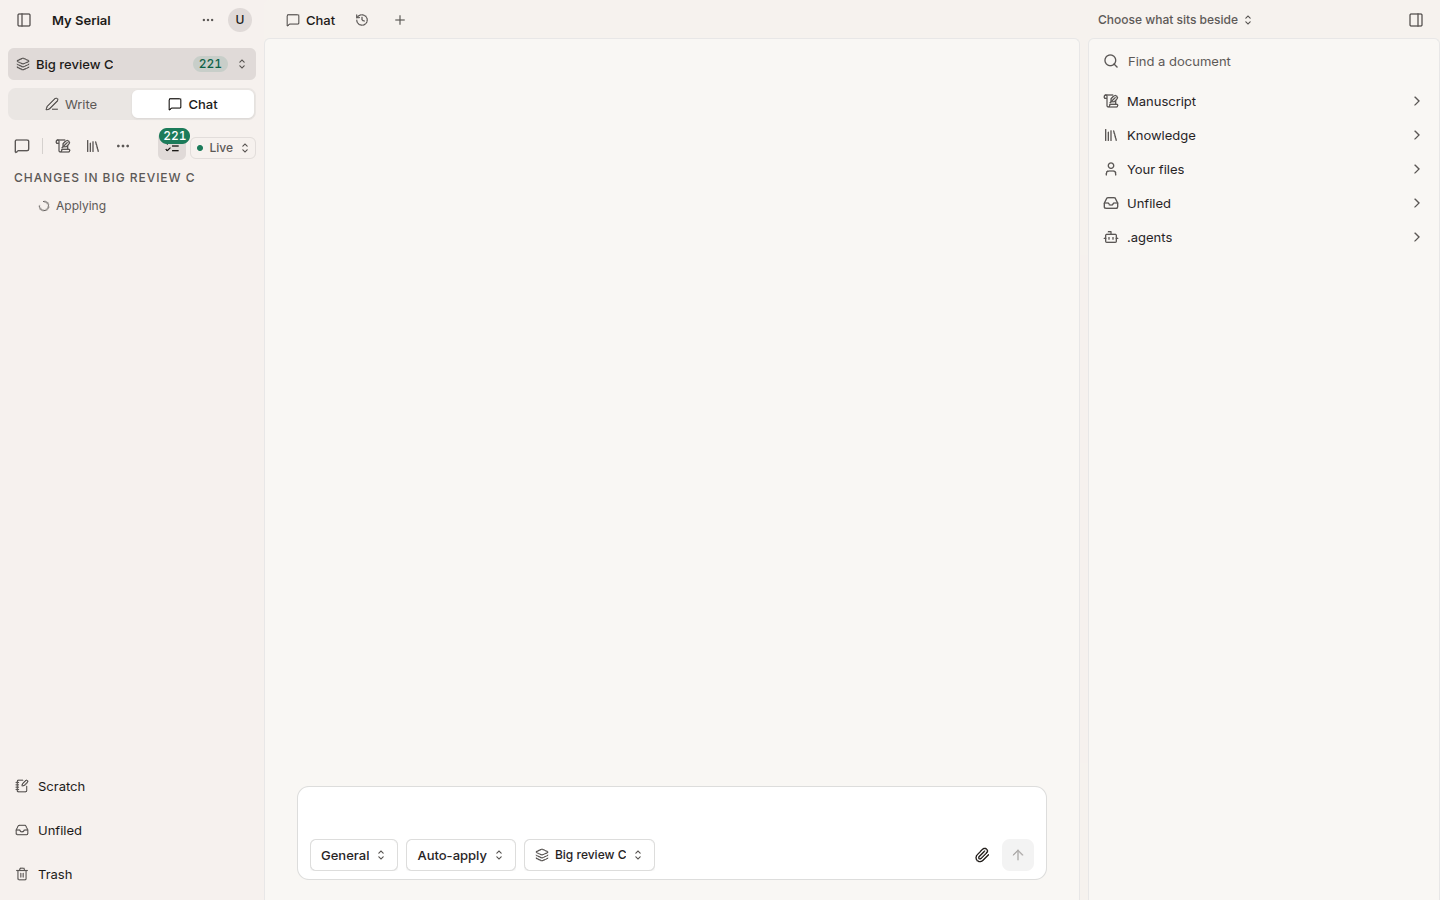 My Serial
U
Chat
Choose what sits beside
Big review C 221
Write
Chat
221
Live
CHANGES IN BIG REVIEW C
Applying
Find a document
Manuscript
Knowledge
Your files
Unfiled
.agents
Scratch
Unfiled
Trash
General
Auto-apply
Big review C